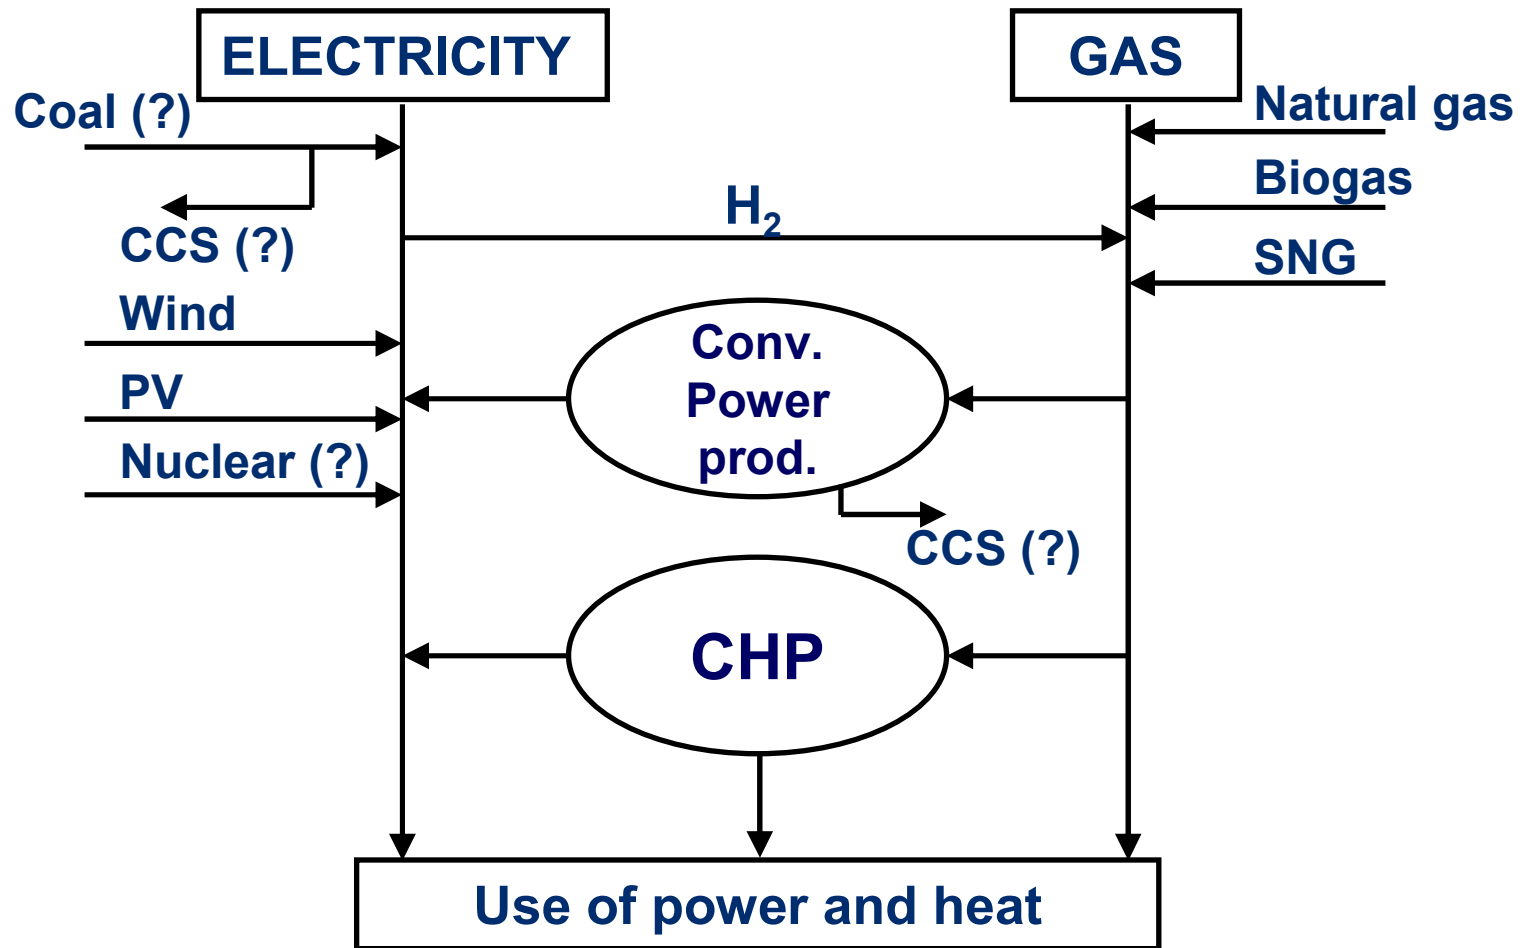 ELECTRICITY
GAS
Coal (?)
Natural gas
Biogas
H₂
CCS (?)
SNG
Wind
Conv.
Power
prod.
PV
Nuclear (?)
CCS (?)
CHP
Use of power and heat